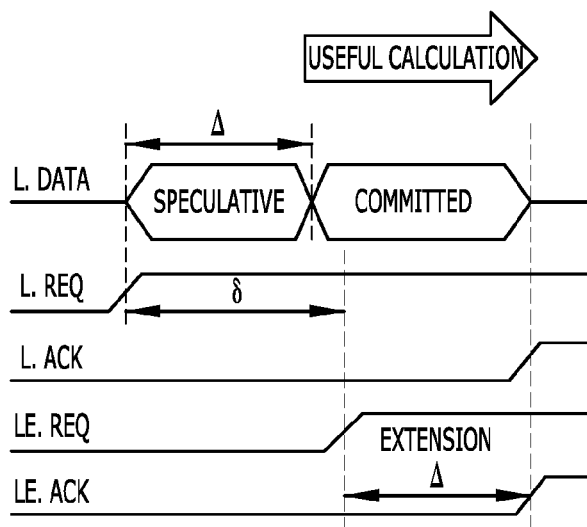 USEFUL CALCULATION
Δ
L. DATA SPECULATIVE COMMITTED
L. REQ
δ
L. ACK
LE. REQ EXTENSION
Δ
LE. ACK